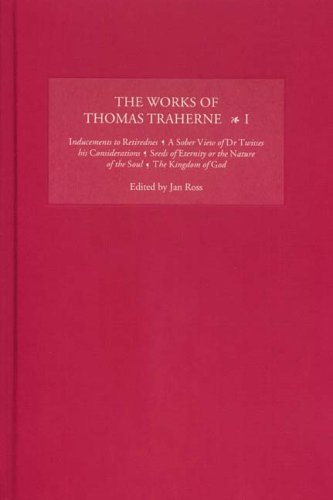 THE WORKS OF
THOMAS TRAHERNE ❧ I
Inducements to Retirednes ¶ A Sober View of Dr Twisses
his Considerations ¶ Seeds of Eternity or the Nature
of the Soul ¶ The Kingdom of God
Edited by Jan Ross